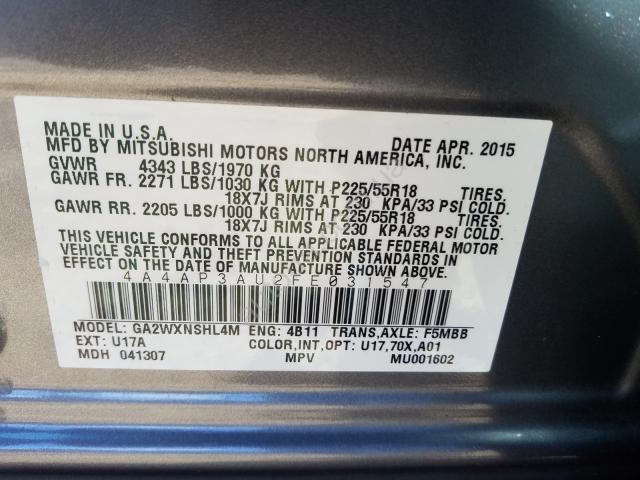 MADE IN U.S.A. DATE APR. 2015
MFD BY MITSUBISHI MOTORS NORTH AMERICA, INC.
GVWR 4343 LBS/1970 KG
GAWR FR. 2271 LBS/1030 KG WITH P225/55R18 TIRES.
18X7J RIMS AT 230 KPA/33 PSI COLD.
GAWR RR. 2205 LBS/1000 KG WITH P225/55R18 TIRES.
18X7J RIMS AT 230 KPA/33 PSI COLD.
THIS VEHICLE CONFORMS TO ALL APPLICABLE FEDERAL MOTOR
VEHICLE SAFETY AND THEFT PREVENTION STANDARDS IN
EFFECT ON THE DATE OF MANUFACTURE SHOWN ABOVE.
4A4AP3AU2FE031547
MODEL: GA2WXNSHL4M ENG: 4B11 TRANS,AXLE: F5MBB
EXT: U17A COLOR,INT,OPT: U17,70X,A01
MDH 041307 MPV MU001602